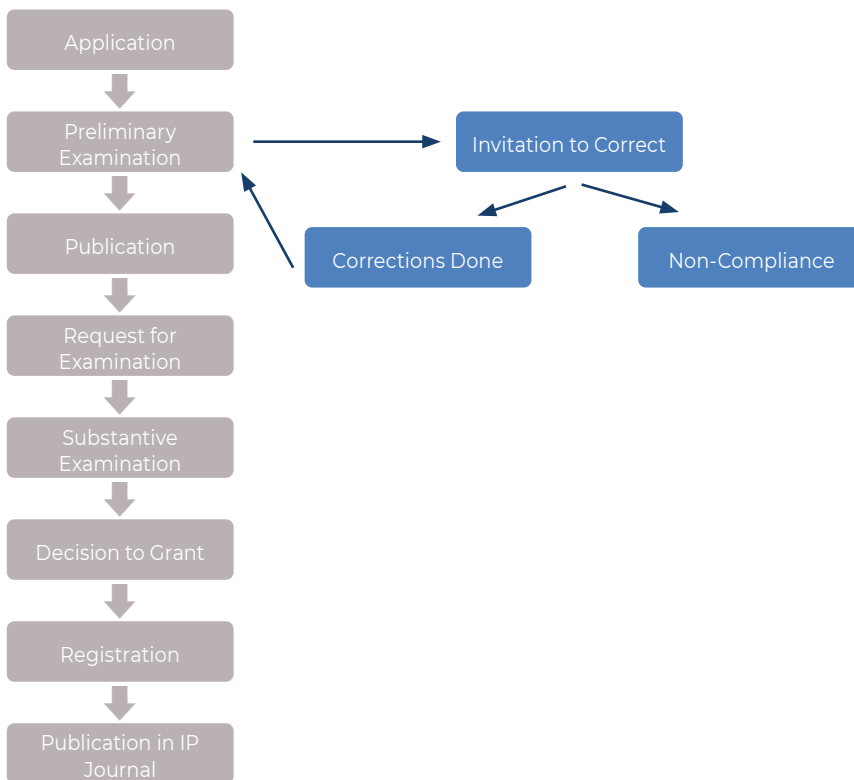 Application
Preliminary
Examination
Invitation to Correct
Publication
Corrections Done
Non-Compliance
Request for
Examination
Substantive
Examination
Decision to Grant
Registration
Publication in IP
Journal